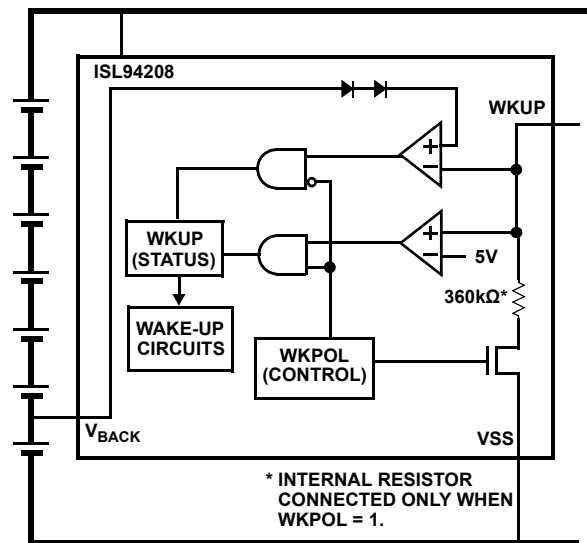 ISL94208
WKUP
+
−
WKUP
(STATUS)
+
−
5V
360kΩ*
WAKE-UP
CIRCUITS
WKPOL
(CONTROL)
VBACK
VSS
* INTERNAL RESISTOR
CONNECTED ONLY WHEN
WKPOL = 1.